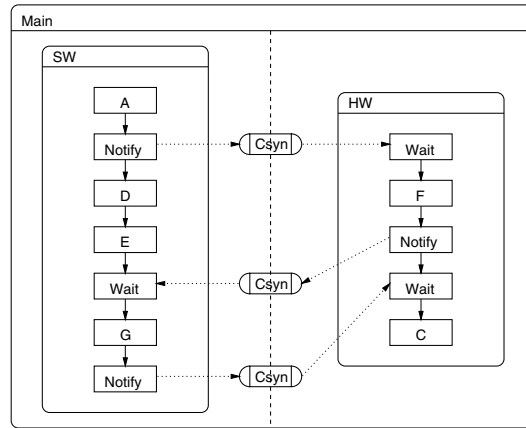 Main
SW
A
Notify
D
E
Wait
G
Notify
Csyn
Csyn
Csyn
HW
Wait
F
Notify
Wait
C